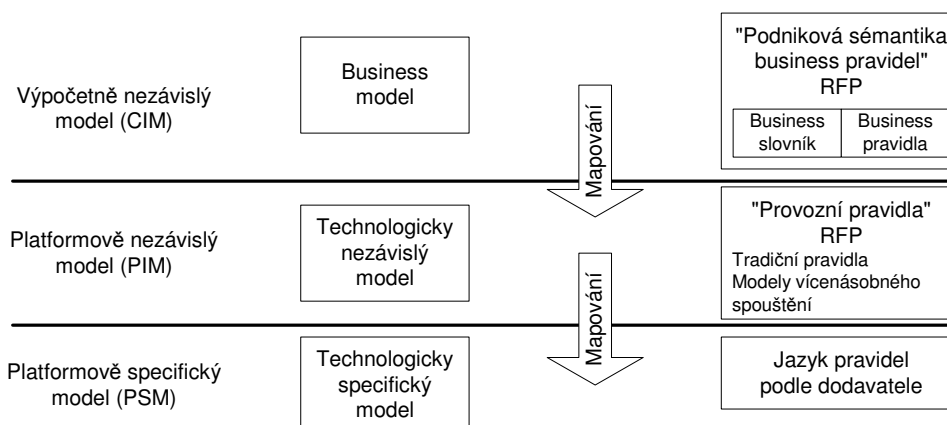 Výpočetně nezávislý
model (CIM)
Business
model
Mapování
"Podniková sémantika
business pravidel"
RFP
Business
slovník
Business
pravidla
Platformově nezávislý
model (PIM)
Technologicky
nezávislý
model
Mapování
"Provozní pravidla"
RFP
Tradiční pravidla
Modely vícenásobného
spouštění
Platformově specifický
model (PSM)
Technologicky
specifický
model
Jazyk pravidel
podle dodavatele